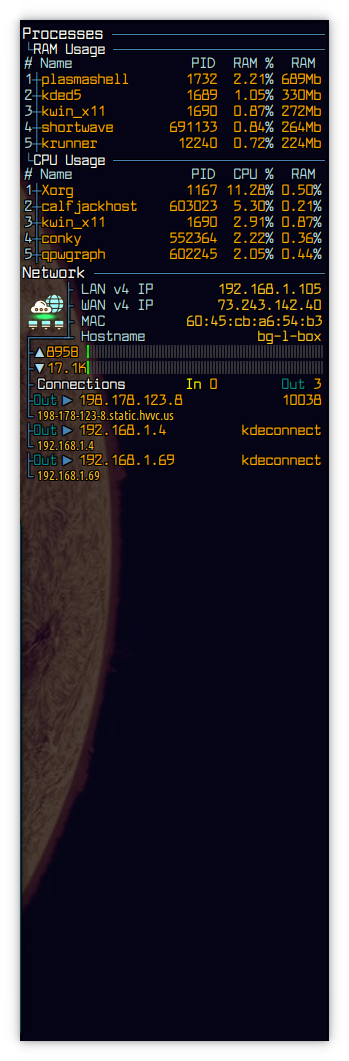 Processes
RAM Usage
# Name PID RAM % RAM
1 plasmashell 1732 2.21% 689Mb
2 kded5 1689 1.05% 330Mb
3 kwin_x11 1690 0.87% 272Mb
4 shortwave 691133 0.84% 264Mb
5 krunner 12240 0.72% 224Mb
CPU Usage
# Name PID CPU % RAM
1 Xorg 1167 11.28% 0.50%
2 calfjackhost 603023 5.30% 0.21%
3 kwin_x11 1690 2.91% 0.87%
4 conky 552364 2.22% 0.36%
5 qpwgraph 602245 2.05% 0.44%
Network
LAN v4 IP 192.168.1.105
WAN v4 IP 73.243.142.40
MAC 60:45:cb:a6:54:b3
Hostname bg-l-box
▲895B
▼17.1K
Connections In 0 Out 3
Out ▶ 198.178.123.8 10038
198-178-123-8.static.hvvc.us
Out ▶ 192.168.1.4 kdeconnect
192.168.1.4
Out ▶ 192.168.1.69 kdeconnect
192.168.1.69